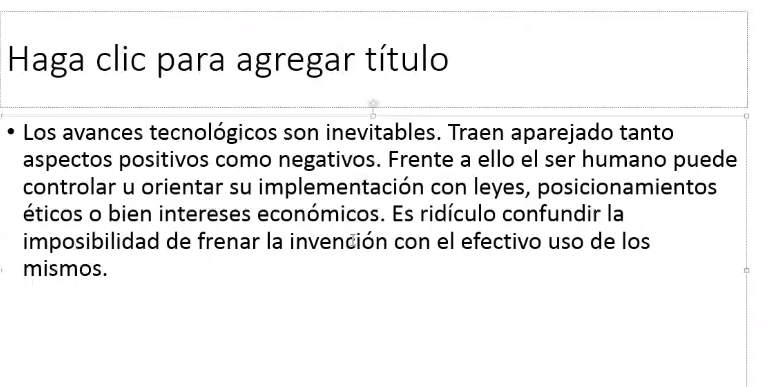 Haga clic para agregar título
• Los avances tecnológicos son inevitables. Traen aparejado tanto
aspectos positivos como negativos. Frente a ello el ser humano puede
controlar u orientar su implementación con leyes, posicionamientos
éticos o bien intereses económicos. Es ridículo confundir la
imposibilidad de frenar la invención con el efectivo uso de los
mismos.